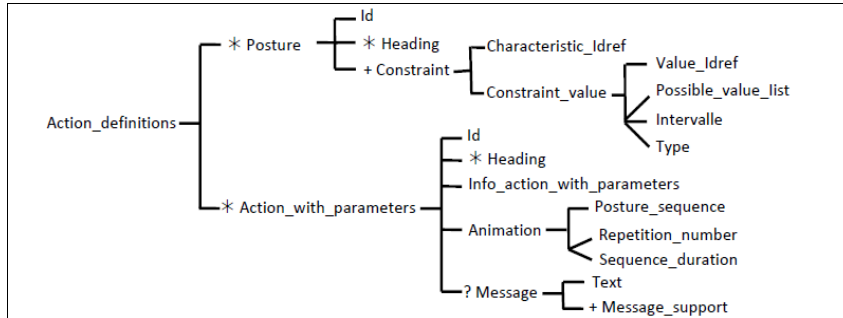 Id
* Posture
* Heading
+ Constraint
Characteristic_Idref
Value_Idref
Constraint_value
Possible_value_list
Intervalle
Type
Action_definitions
Id
* Heading
Info_action_with_parameters
* Action_with_parameters
Posture_sequence
Animation
Repetition_number
Sequence_duration
? Message
Text
+ Message_support